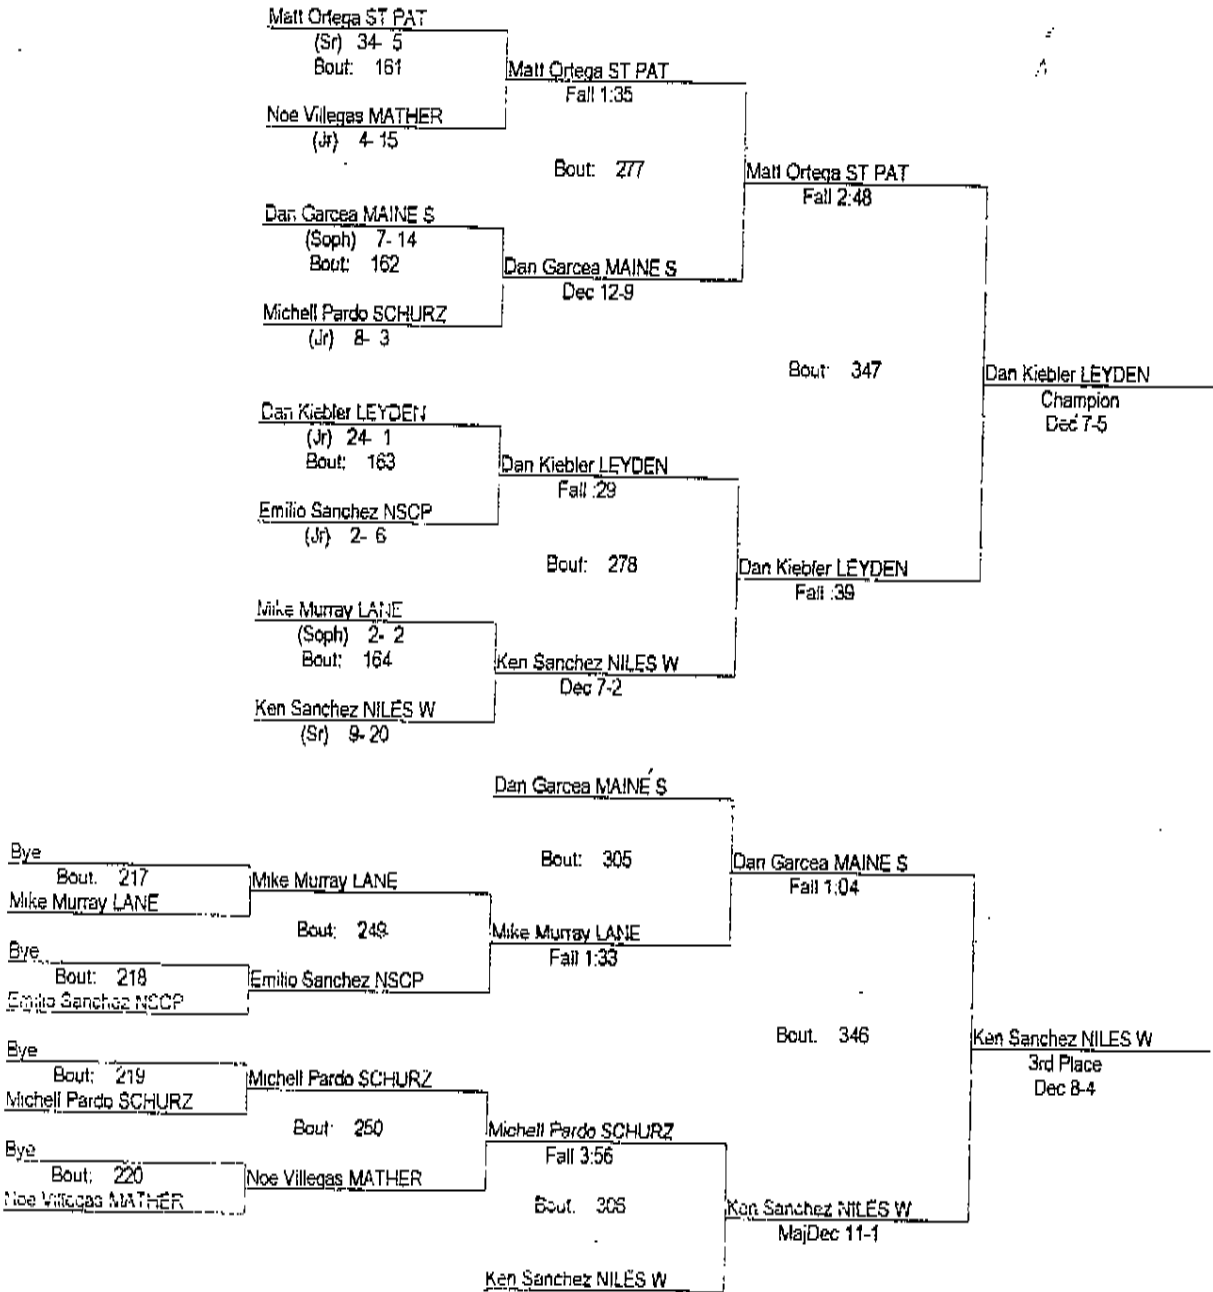 Matt Ortega ST PAT
(Sr) 34- 5
Bout: 161
Matt Ortega ST PAT
Fall 1:35
Noe Villegas MATHER
(Jr) 4- 15
Bout: 277
Matt Ortega ST PAT
Fall 2:48
Dan Garcea MAINE S
(Soph) 7- 14
Bout: 162
Dan Garcea MAINE S
Dec 12-9
Michell Pardo SCHURZ
(Jr) 8- 3
Bout: 347
Dan Kiebler LEYDEN
Champion
Dec 7-5
Dan Kiebler LEYDEN
(Jr) 24- 1
Bout: 163
Dan Kiebler LEYDEN
Fall :29
Emilio Sanchez NSCP
(Jr) 2- 6
Bout: 278
Dan Kiebler LEYDEN
Fall :39
Mike Murray LANE
(Soph) 2- 2
Bout: 164
Ken Sanchez NILES W
Dec 7-2
Ken Sanchez NILES W
(Sr) 9- 20
Dan Garcea MAINE S
Bout: 305
Dan Garcea MAINE S
Fall 1:04
Bye
Bout. 217
Mike Murray LANE
Mike Murray LANE
Bout: 249
Mike Murray LANE
Fall 1:33
Bye
Bout: 218
Emilio Sanchez NSCP
Emilio Sanchez NSCP
Bout. 346
Ken Sanchez NILES W
3rd Place
Dec 8-4
Bye
Bout: 219
Michell Pardo SCHURZ
Michell Pardo SCHURZ
Bout: 250
Michell Pardo SCHURZ
Fall 3:56
Bye
Bout: 220
Noe Villegas MATHER
Noe Villegas MATHER
Bout. 306
Ken Sanchez NILES W
MajDec 11-1
Ken Sanchez NILES W